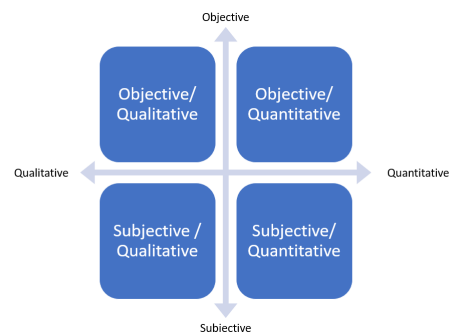 Objective
Objective/
Qualitative
Objective/
Quantitative
Qualitative
Quantitative
Subjective /
Qualitative
Subjective/
Quantitative
Subjective